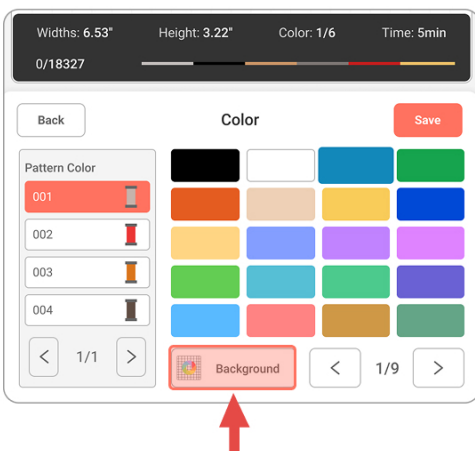 Widths: 6.53" Height: 3.22" Color: 1/6 Time: 5min
0/18327
Back Color Save
Pattern Color
001
002
003
004
< 1/1 >
Background < 1/9 >